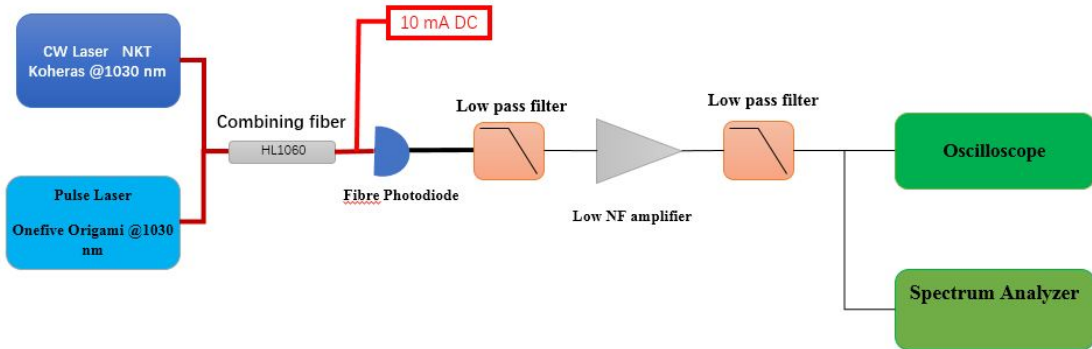 10 mA DC
CW Laser NKT
Koheras @1030 nm
Combining fiber
HL1060
Low pass filter
Low pass filter
Oscilloscope
Pulse Laser
Onefive Origami @1030
nm
Fibre Photodiode
Low NF amplifier
Spectrum Analyzer